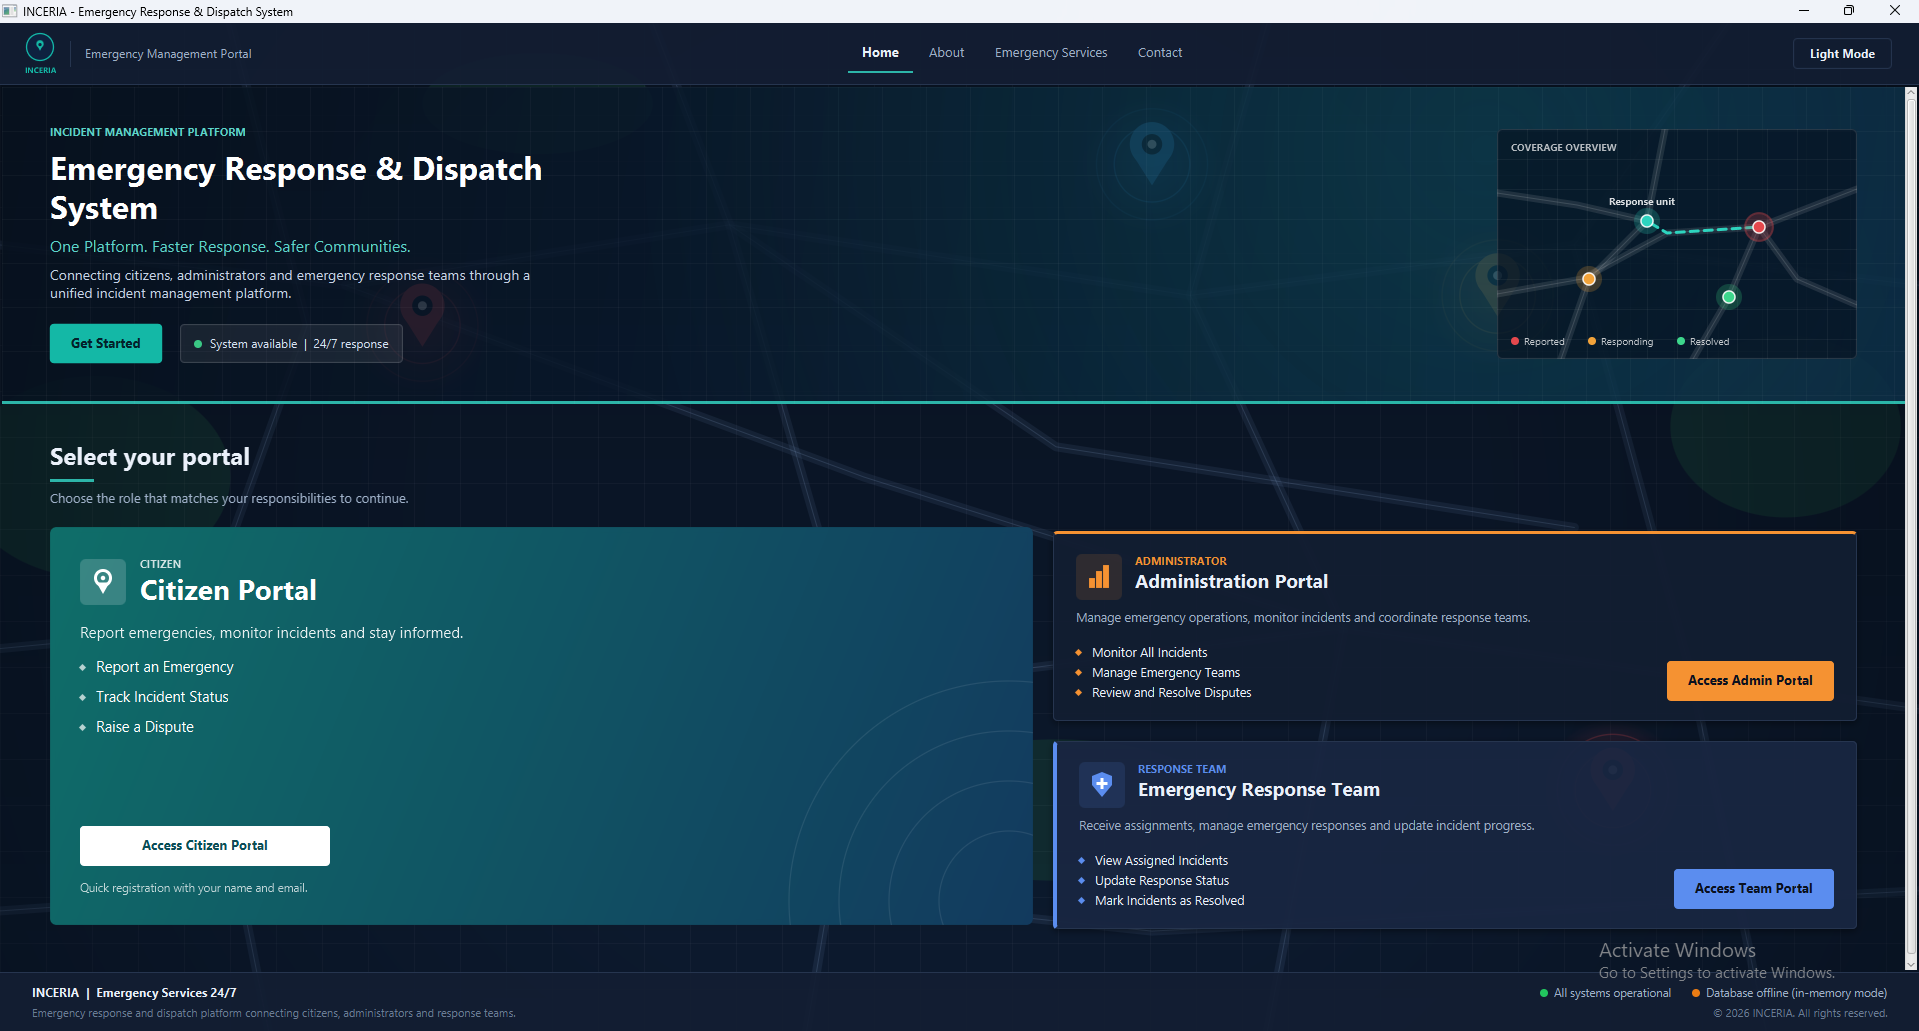 INCERIA - Emergency Response & Dispatch System
INCERIA
Emergency Management Portal
Home
About
Emergency Services
Contact
Light Mode
INCIDENT MANAGEMENT PLATFORM
Emergency Response & Dispatch
System
One Platform. Faster Response. Safer Communities.
Connecting citizens, administrators and emergency response teams through a
unified incident management platform.
Get Started
System available | 24/7 response
COVERAGE OVERVIEW
Response unit
Reported
Responding
Resolved
Select your portal
Choose the role that matches your responsibilities to continue.
CITIZEN
Citizen Portal
Report emergencies, monitor incidents and stay informed.
Report an Emergency
Track Incident Status
Raise a Dispute
Access Citizen Portal
Quick registration with your name and email.
ADMINISTRATOR
Administration Portal
Manage emergency operations, monitor incidents and coordinate response teams.
Monitor All Incidents
Manage Emergency Teams
Review and Resolve Disputes
Access Admin Portal
RESPONSE TEAM
Emergency Response Team
Receive assignments, manage emergency responses and update incident progress.
View Assigned Incidents
Update Response Status
Mark Incidents as Resolved
Access Team Portal
Activate Windows
Go to Settings to activate Windows.
INCERIA | Emergency Services 24/7
Emergency response and dispatch platform connecting citizens, administrators and response teams.
All systems operational
Database offline (in-memory mode)
© 2026 INCERIA. All rights reserved.